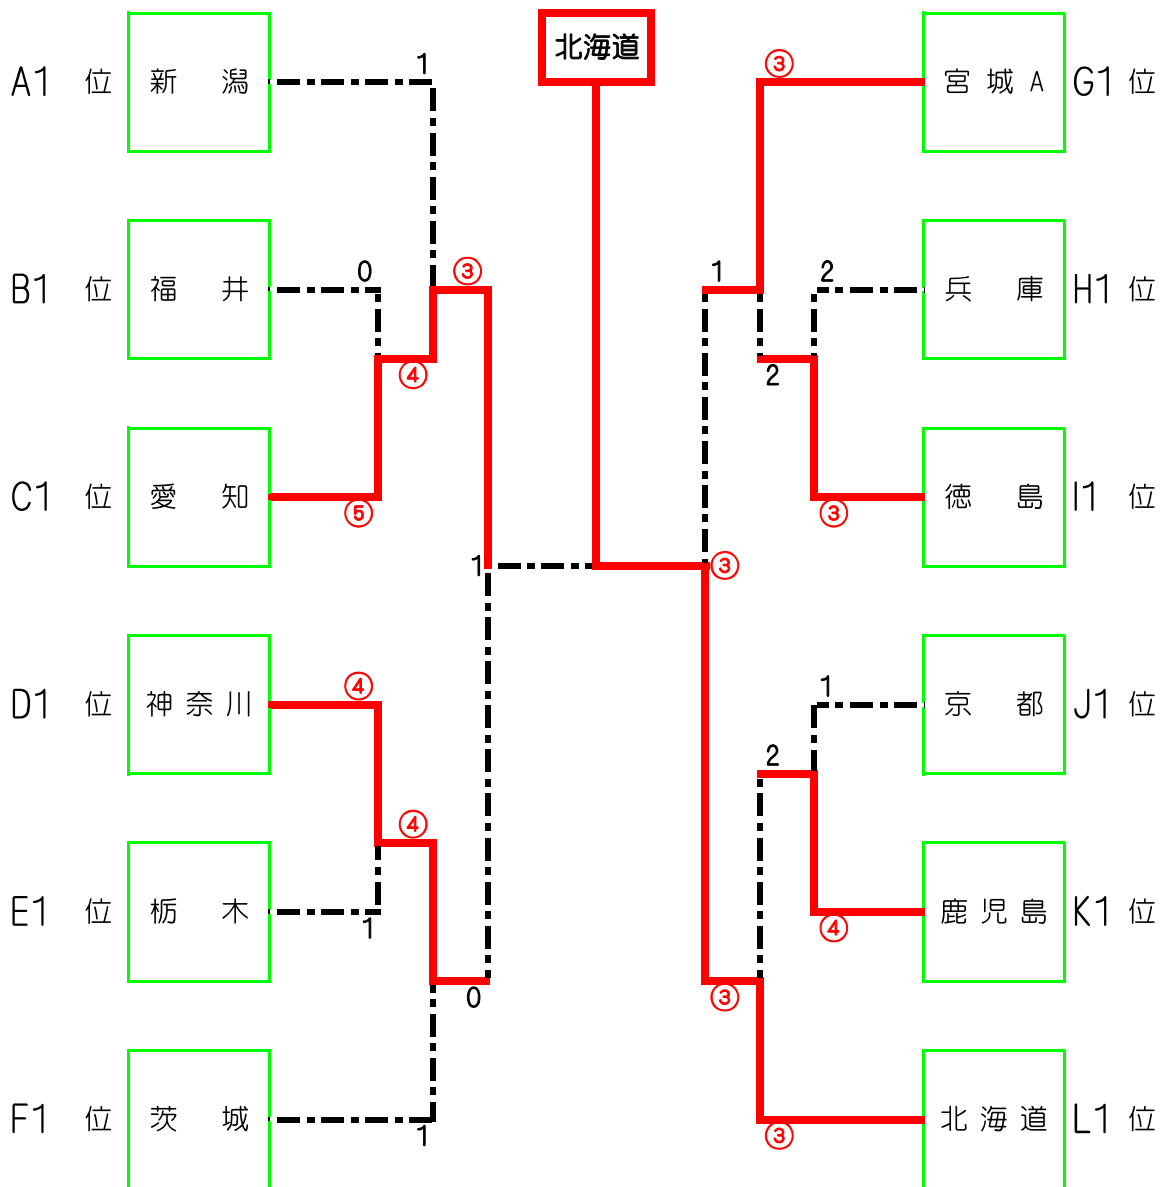 北海道
A1 位 新 潟 1
③ 宮 城 A G1 位
B1 位 福 井 0 ③
1 2 兵 庫 H1 位
④
2
C1 位 愛 知 ⑤
③ 徳 島 I1 位
1 ③
D1 位 神 奈 川 ④
1 京 都 J1 位
2
④
E1 位 栃 木 1
④ 鹿 児 島 K1 位
0
③
F1 位 茨 城 1
③ 北 海 道 L1 位